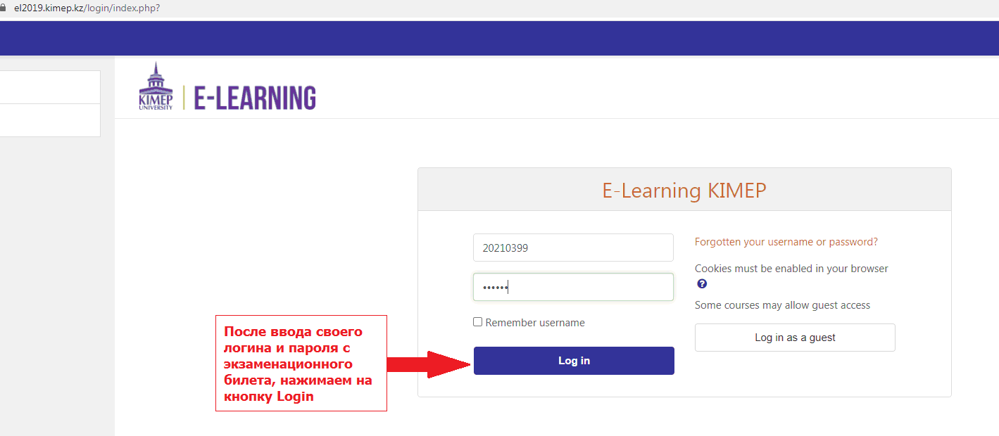 el2019.kimep.kz/login/index.php?
KIMEP
UNIVERSITY
E-LEARNING
E-Learning KIMEP
20210399
Forgotten your username or password?
Cookies must be enabled in your browser
••••••
Some courses may allow guest access
Remember username
Log in as a guest
Log in
После ввода своего
логина и пароля с
экзаменационного
билета, нажимаем на
кнопку Login